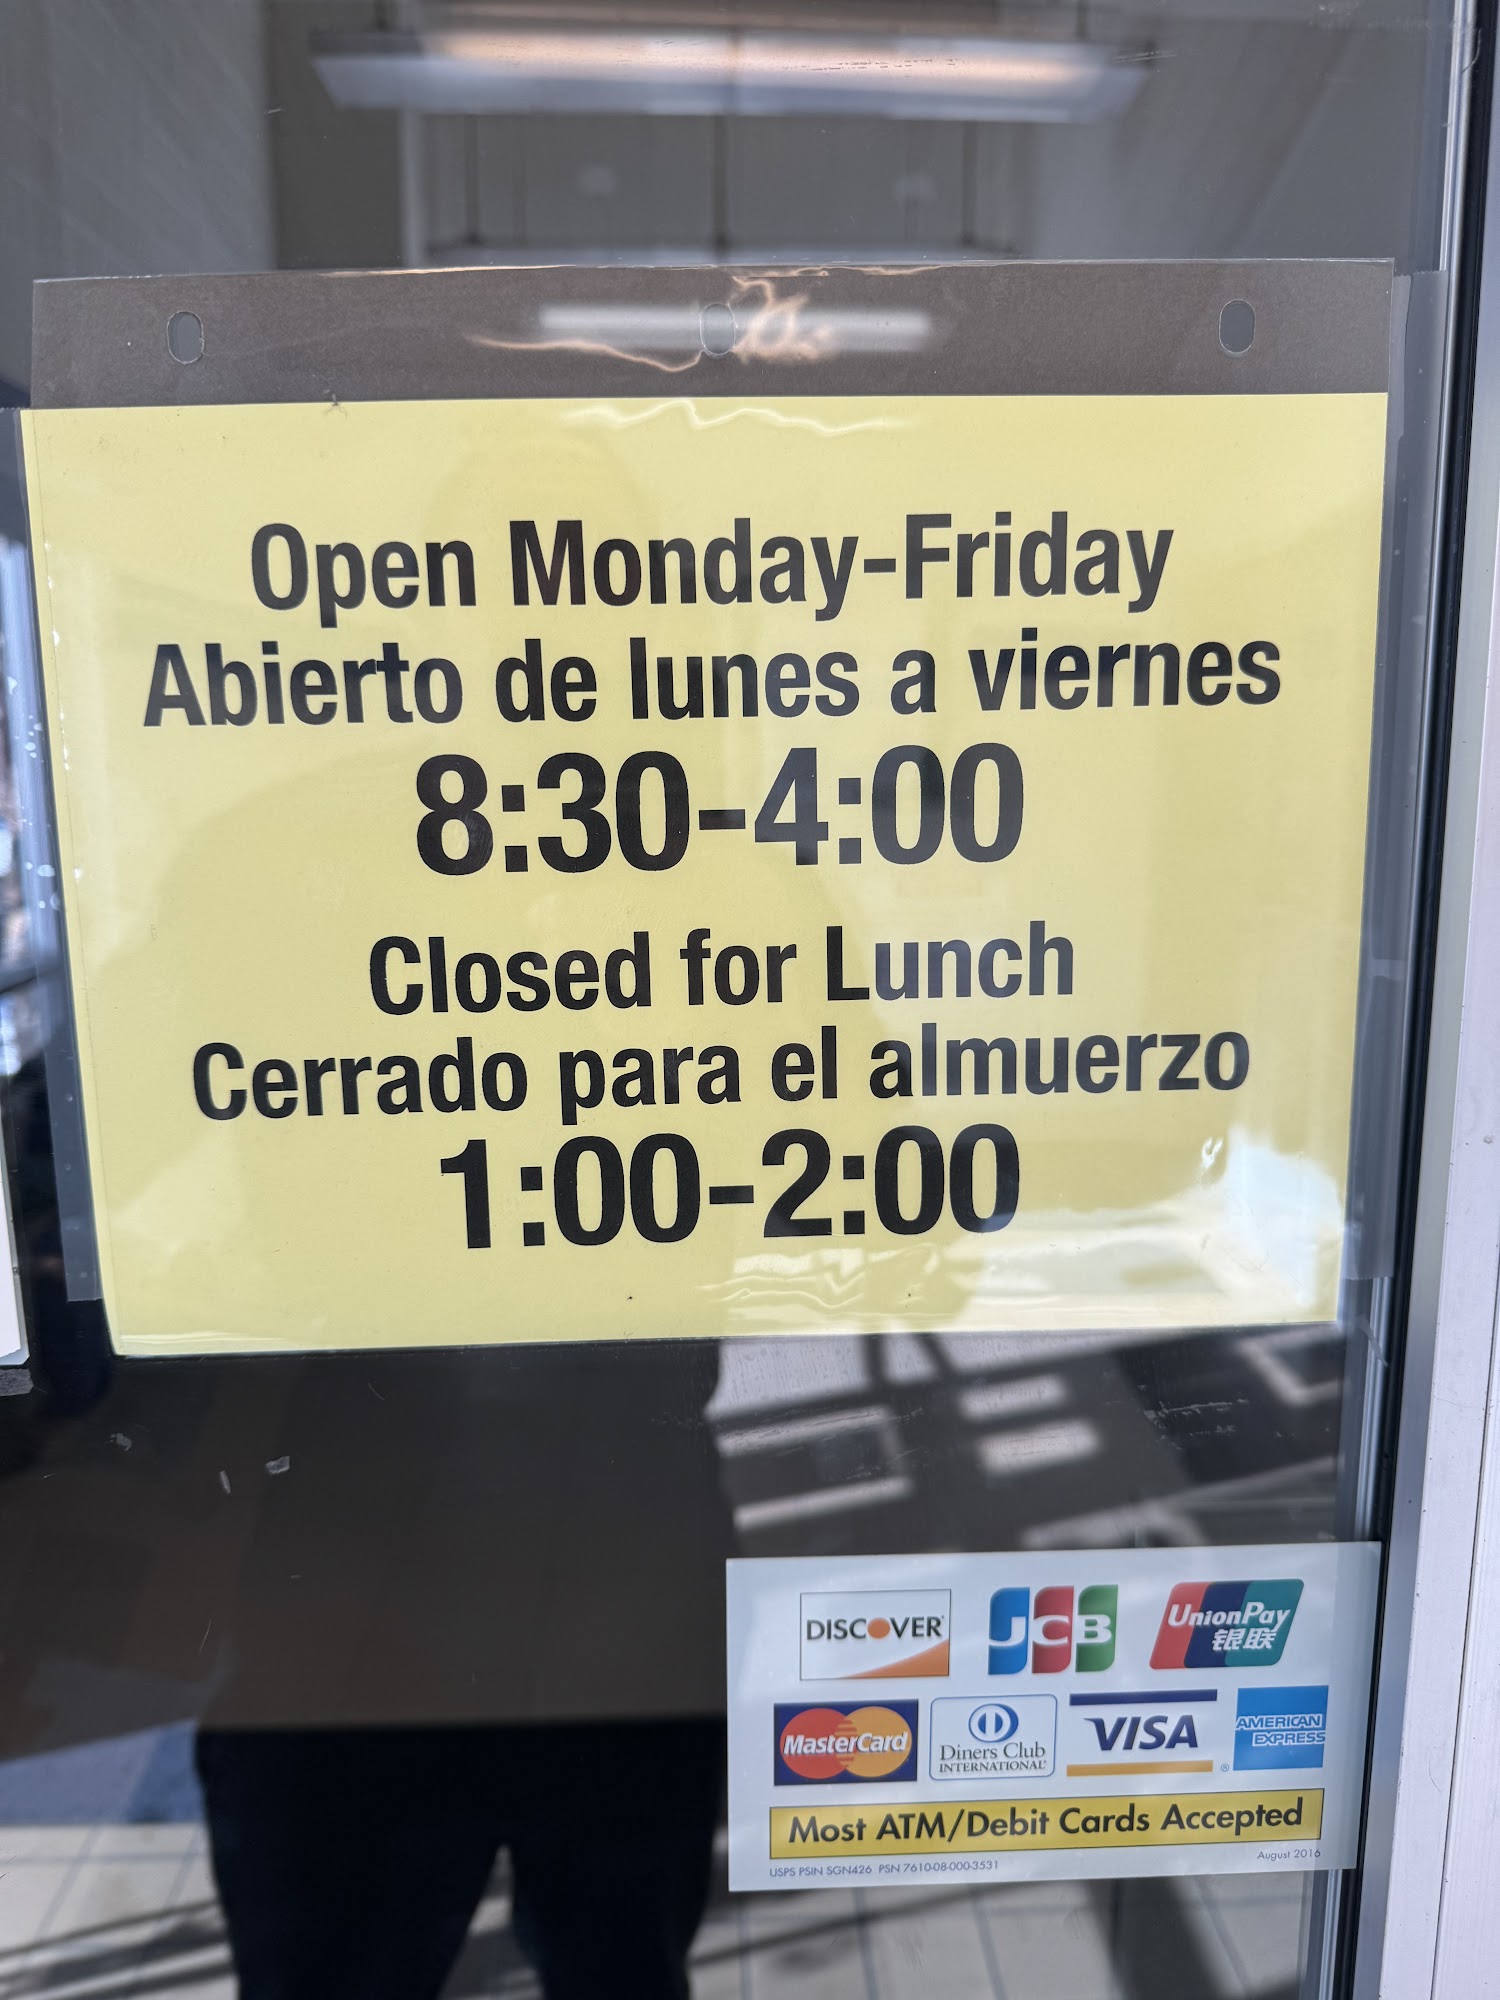 Open Monday-Friday
Abierto de lunes a viernes
8:30-4:00
Closed for Lunch
Cerrado para el almuerzo
1:00-2:00
DISCOVER JCB UnionPay
银联
MasterCard Diners Club
INTERNATIONAL® VISA ® AMERICAN
EXPRESS
Most ATM/Debit Cards Accepted
USPS PSIN SGN426 PSN 7610-08-000-3531 August 2016